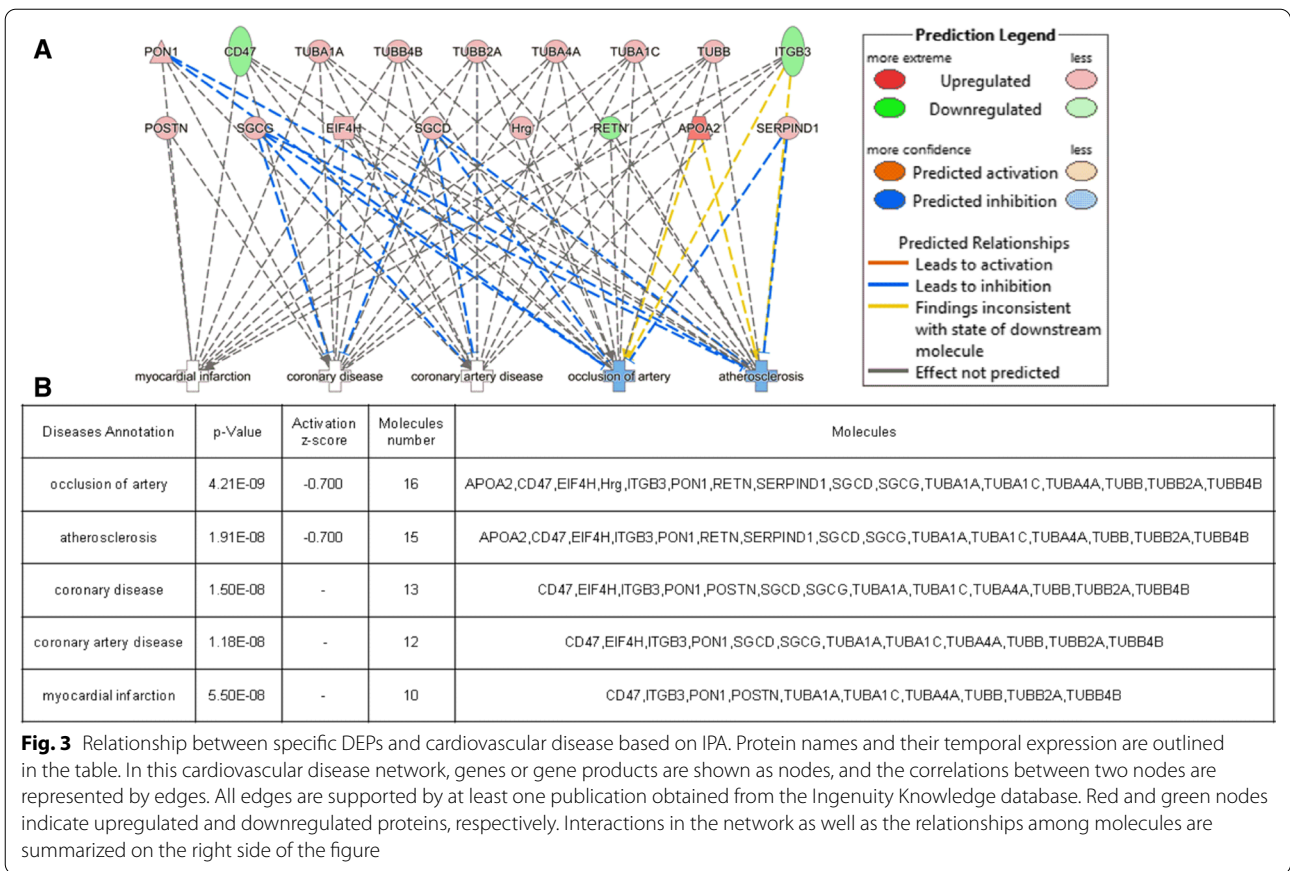 A
PON1 CD47 TUBA1A TUBB4B TUBB2A TUBA4A TUBA1C TUBB ITGB3
POSTN SGCG EIF4H SGCD Hrg RETN APOA2 SERPIND1
myocardial infarction coronary disease coronary artery disease occlusion of artery atherosclerosis
Prediction Legend
more extreme less
Upregulated
Downregulated
more confidence less
Predicted activation
Predicted inhibition
Predicted Relationships
Leads to activation
Leads to inhibition
Findings inconsistent
with state of downstream
molecule
Effect not predicted
B
Diseases Annotation p-Value Activation z-score Molecules number Molecules
occlusion of artery 4.21E-09 -0.700 16 APOA2,CD47,EIF4H,Hrg,ITGB3,PON1,RETN,SERPIND1,SGCD,SGCG,TUBA1A,TUBA1C,TUBA4A,TUBB,TUBB2A,TUBB4B
atherosclerosis 1.91E-08 -0.700 15 APOA2,CD47,EIF4H,ITGB3,PON1,RETN,SERPIND1,SGCD,SGCG,TUBA1A,TUBA1C,TUBA4A,TUBB,TUBB2A,TUBB4B
coronary disease 1.50E-08 - 13 CD47,EIF4H,ITGB3,PON1,POSTN,SGCD,SGCG,TUBA1A,TUBA1C,TUBA4A,TUBB,TUBB2A,TUBB4B
coronary artery disease 1.18E-08 - 12 CD47,EIF4H,ITGB3,PON1,SGCD,SGCG,TUBA1A,TUBA1C,TUBA4A,TUBB,TUBB2A,TUBB4B
myocardial infarction 5.50E-08 - 10 CD47,ITGB3,PON1,POSTN,TUBA1A,TUBA1C,TUBA4A,TUBB,TUBB2A,TUBB4B
Fig. 3 Relationship between specific DEPs and cardiovascular disease based on IPA. Protein names and their temporal expression are outlined
in the table. In this cardiovascular disease network, genes or gene products are shown as nodes, and the correlations between two nodes are
represented by edges. All edges are supported by at least one publication obtained from the Ingenuity Knowledge database. Red and green nodes
indicate upregulated and downregulated proteins, respectively. Interactions in the network as well as the relationships among molecules are
summarized on the right side of the figure